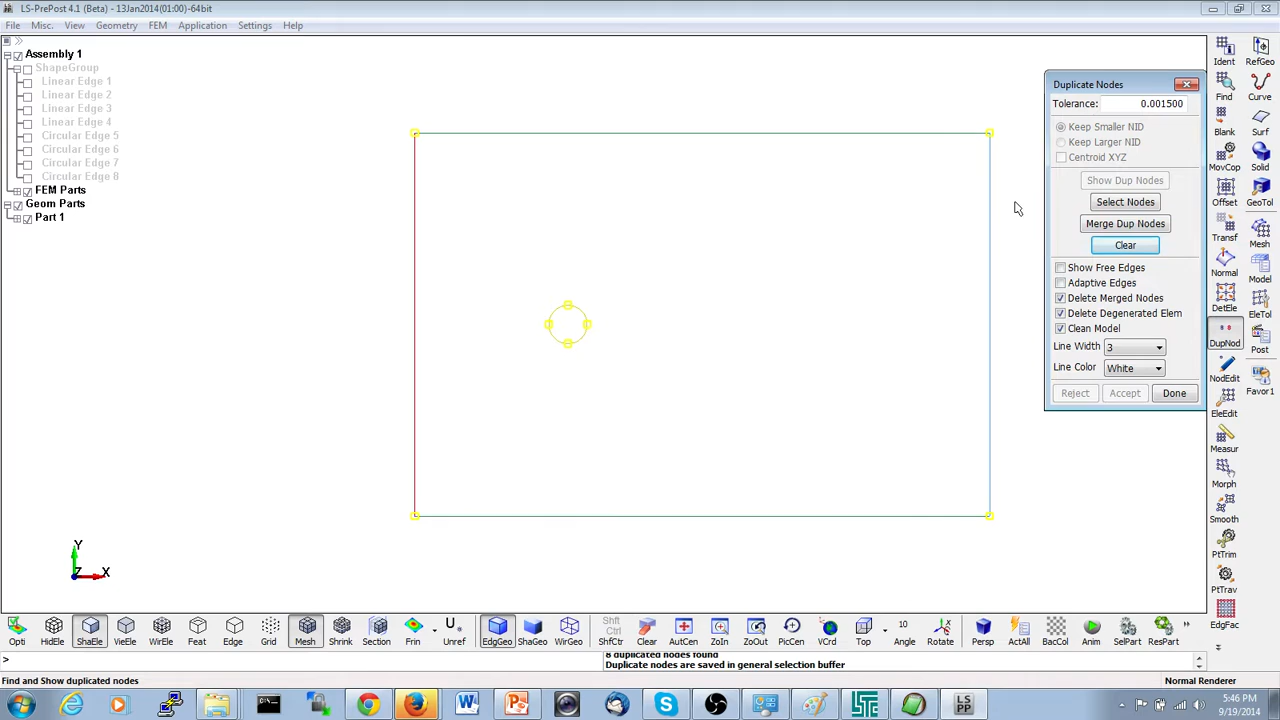 LS-PrePost 4.1 (Beta) - 13Jan2014(01:00)-64bit
File Misc. View Geometry FEM Application Settings Help
Assembly 1
ShapeGroup
Linear Edge 1
Linear Edge 2
Linear Edge 3
Linear Edge 4
Circular Edge 5
Circular Edge 6
Circular Edge 7
Circular Edge 8
FEM Parts
Geom Parts
Part 1
Y
Z X
Duplicate Nodes
Tolerance: 0.001500
Keep Smaller NID
Keep Larger NID
Centroid XYZ
Show Dup Nodes
Select Nodes
Merge Dup Nodes
Clear
Show Free Edges
Adaptive Edges
Delete Merged Nodes
Delete Degenerated Elem
Clean Model
Line Width 3
Line Color White
Reject Accept Done
Ident RefGeo
Find Curve
Blank Surf
MovCop Solid
Offset GeoTol
Transf Mesh
Normal Model
DetEle EleTol
DupNod Post
NodEdit Favor1
EleEdit
Measur
Morph
Smooth
PtTrim
PtTrav
EdgFac
Opti HidEle ShaEle VieEle WirEle Feat Edge Grid Mesh Shrink Section Frin Unref EdgGeo ShaGeo WirGeo Shft Ctrl ShfCtr Clear AutCen ZoIn ZoOut PicCen VCrd Top 10 Angle Rotate Persp ActAll BacCol Anim SelPart ResPart
>
8 duplicated nodes found
Duplicate nodes are saved in general selection buffer
Find and Show duplicated nodes Normal Renderer
LS PP
5:46 PM
9/19/2014